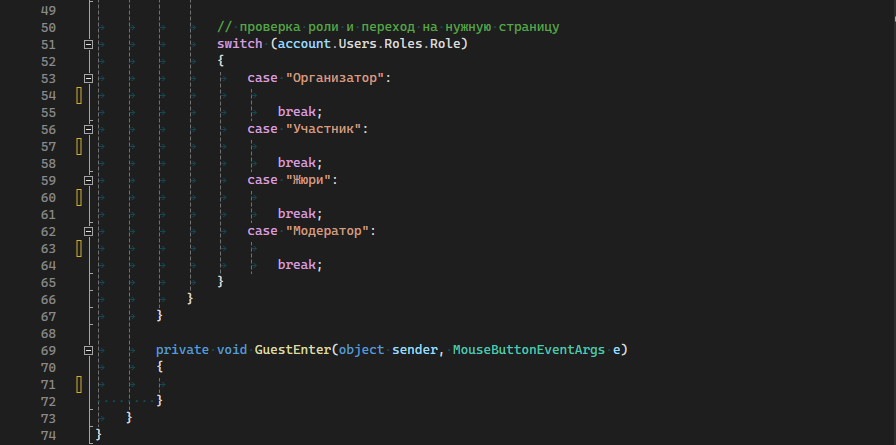 49
50 // проверка роли и переход на нужную страницу
51 switch (account.Users.Roles.Role)
52 {
53 case "Организатор":
54
55 break;
56 case "Участник":
57
58 break;
59 case "Жюри":
60
61 break;
62 case "Модератор":
63
64 break;
65 }
66 }
67 }
68
69 private void GuestEnter(object sender, MouseButtonEventArgs e)
70 {
71
72 }
73 }
74 }